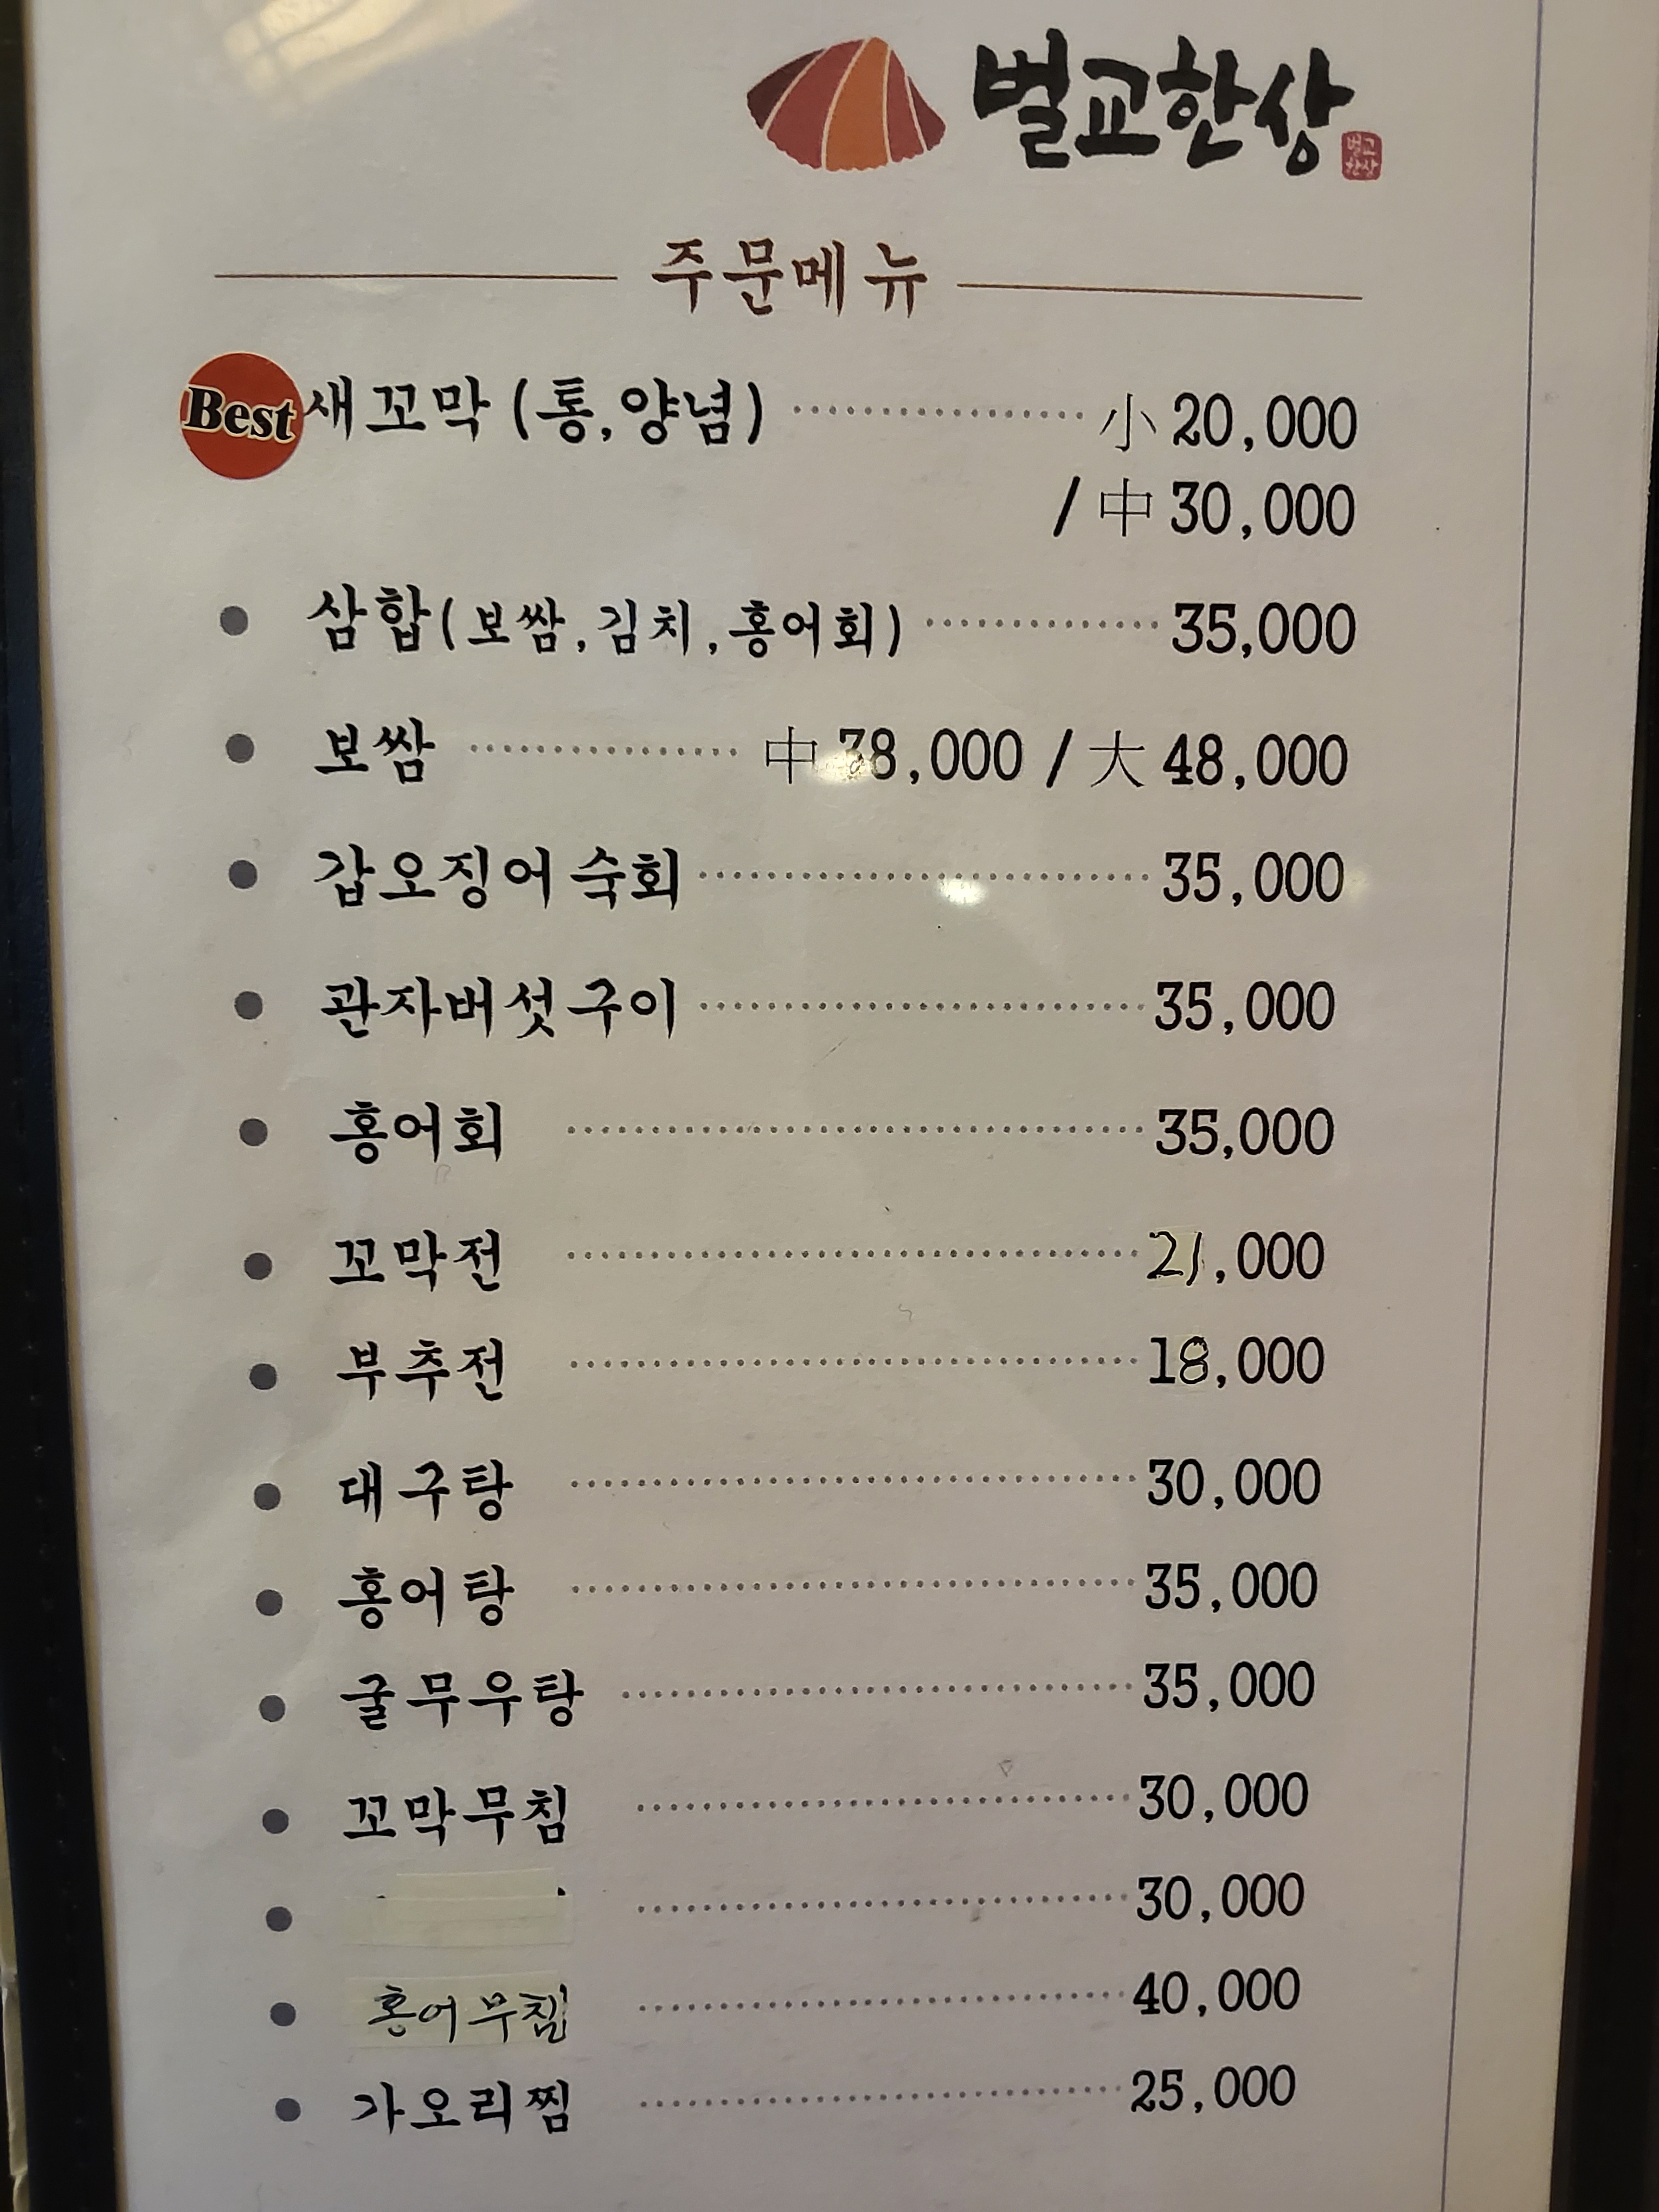 벌교한상
벌교
한상
주문메뉴
Best 새꼬막(통,양념) 小 20,000
/ 中 30,000
삼합(보쌈,김치,홍어회) 35,000
보쌈 中 38,000 / 大 48,000
갑오징어숙회 35,000
관자버섯구이 35,000
홍어회 35,000
꼬막전 21,000
부추전 18,000
대구탕 30,000
홍어탕 35,000
굴무우탕 35,000
꼬막무침 30,000
30,000
홍어무침 40,000
가오리찜 25,000